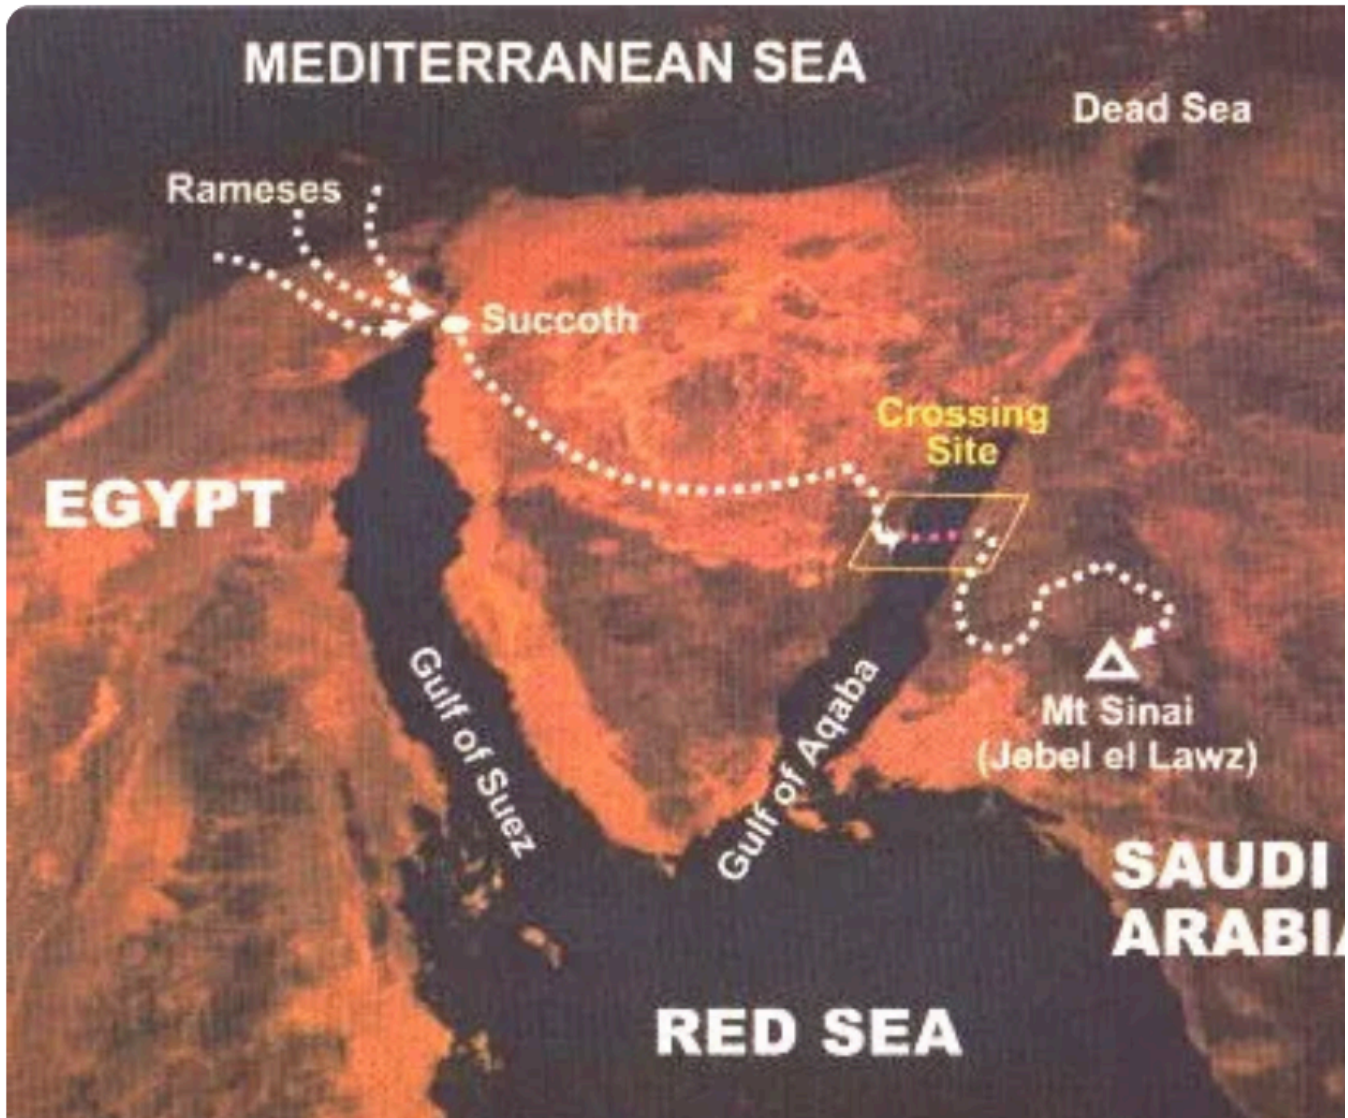 MEDITERRANEAN SEA
Dead Sea
Rameses
Succoth
Crossing
Site
EGYPT
Gulf of Suez
Gulf of Aqaba
Mt Sinai
(Jebel el Lawz)
SAUDI
ARABIA
RED SEA